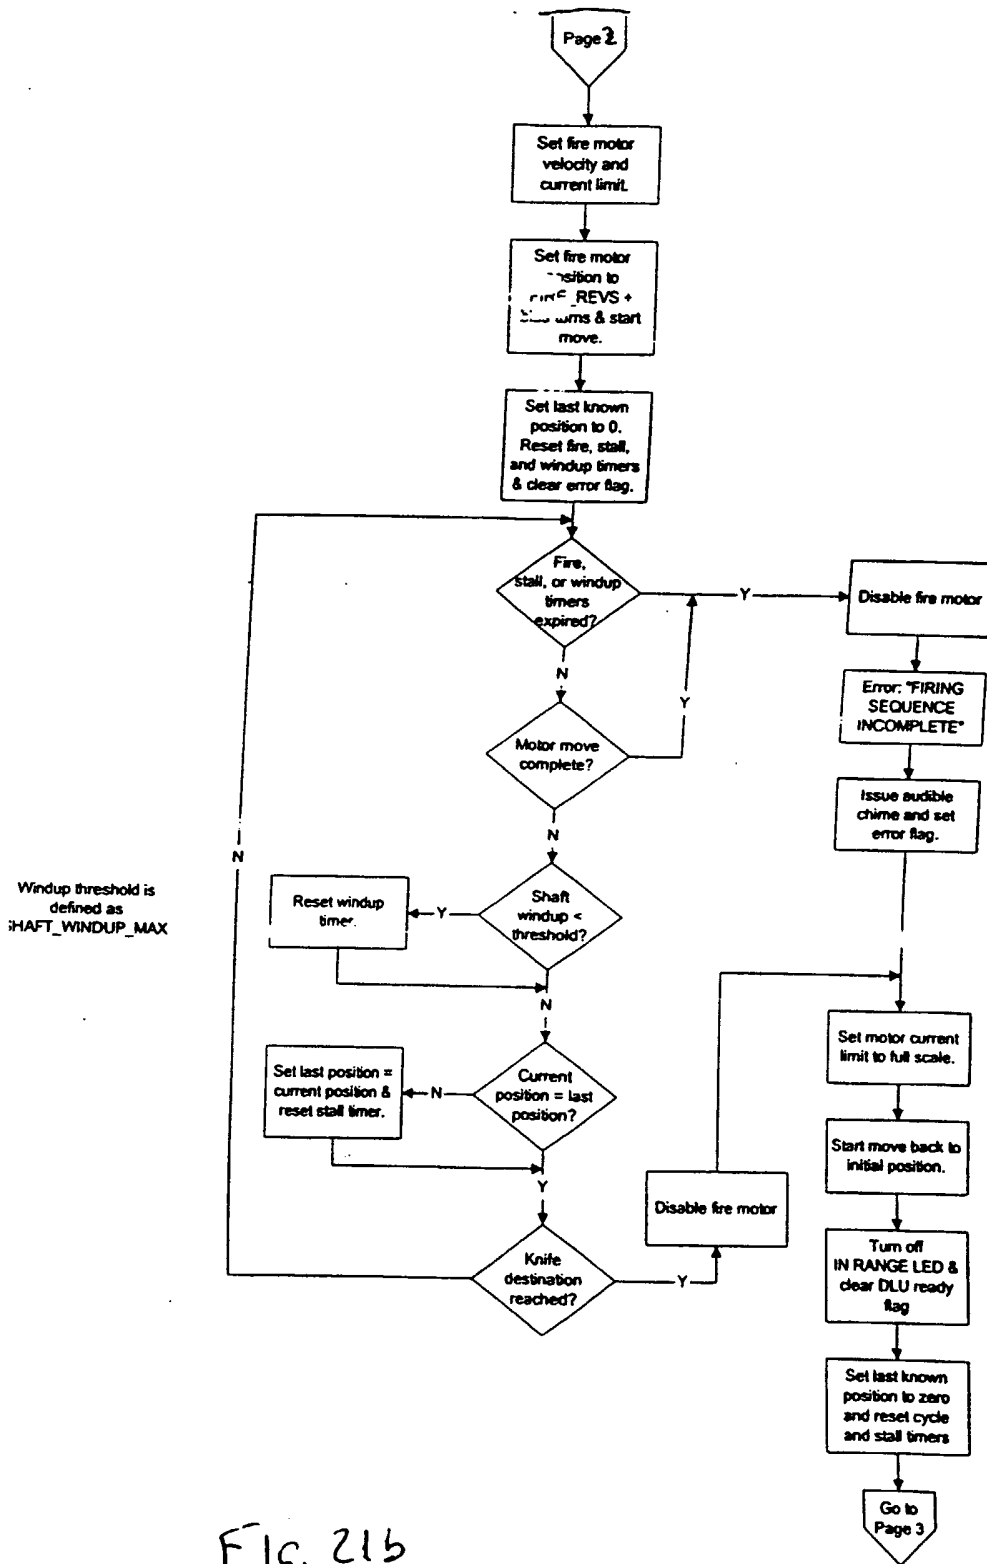 Page 2
Set fire motor
velocity and
current limit.
Set fire motor
position to
FIRE_REVS +
turns & start
move.
Set last known
position to 0.
Reset fire, stall,
and windup timers
& clear error flag.
Fire,
stall, or windup
timers
expired?
Y
Disable fire motor
N
Y
Error: "FIRING
SEQUENCE
INCOMPLETE"
Motor move
complete?
Issue audible
chime and set
error flag.
N
N
Windup threshold is
defined as
SHAFT_WINDUP_MAX
Reset windup
timer.
Y
Shaft
windup <
threshold?
N
Set motor current
limit to full scale.
Set last position =
current position &
reset stall timer.
N
Current
position = last
position?
Start move back to
initial position.
Y
Disable fire motor
Knife
destination
reached?
Y
Turn off
IN RANGE LED &
clear DLU ready
flag
Set last known
position to zero
and reset cycle
and stall timers
Go to
Page 3
FIG. 21b